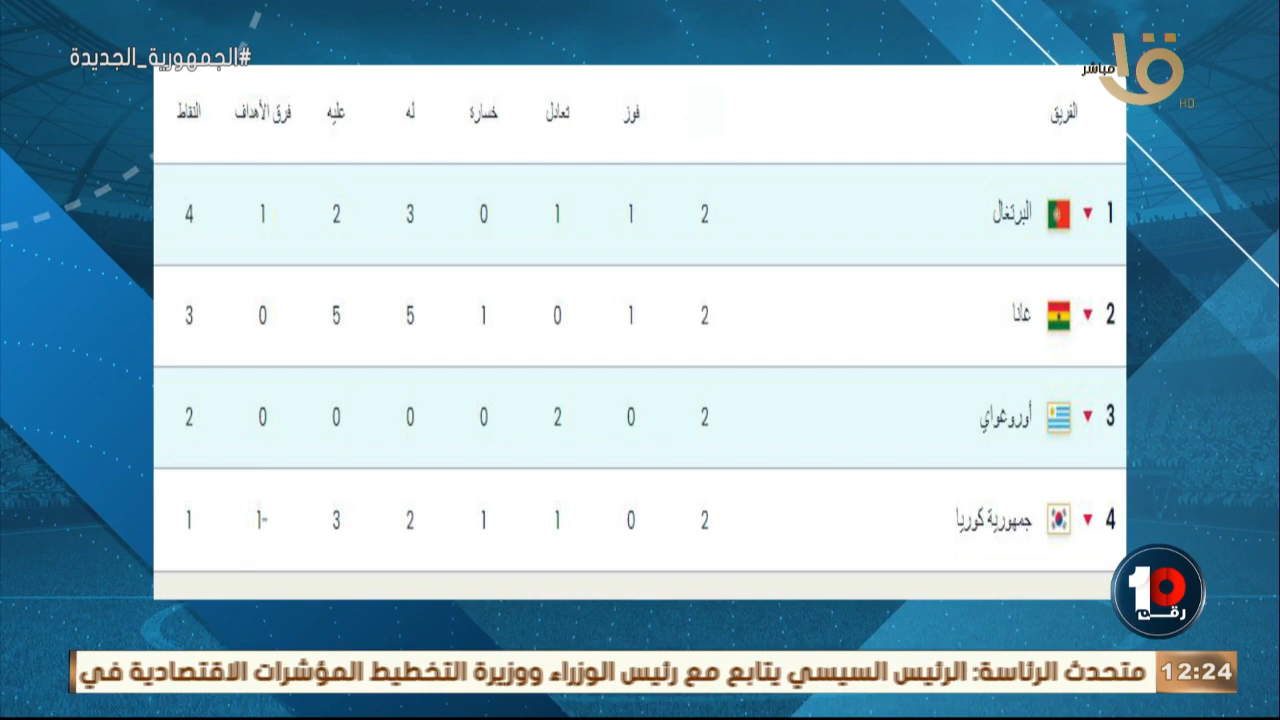 #الجمهورية_الجديدة
مباشر
HD
الفريق فوز تعادل خسارة له عليه فرق الأهداف النقاط
1 البرتغال 2 1 1 0 3 2 1 4
2 غانا 2 1 0 1 5 5 0 3
3 أوروغواي 2 0 2 0 0 0 0 2
4 جمهورية كوريا 2 0 1 1 2 3 -1 1
رقم 10
12:24 متحدث الرئاسة: الرئيس السيسي يتابع مع رئيس الوزراء ووزيرة التخطيط المؤشرات الاقتصادية في